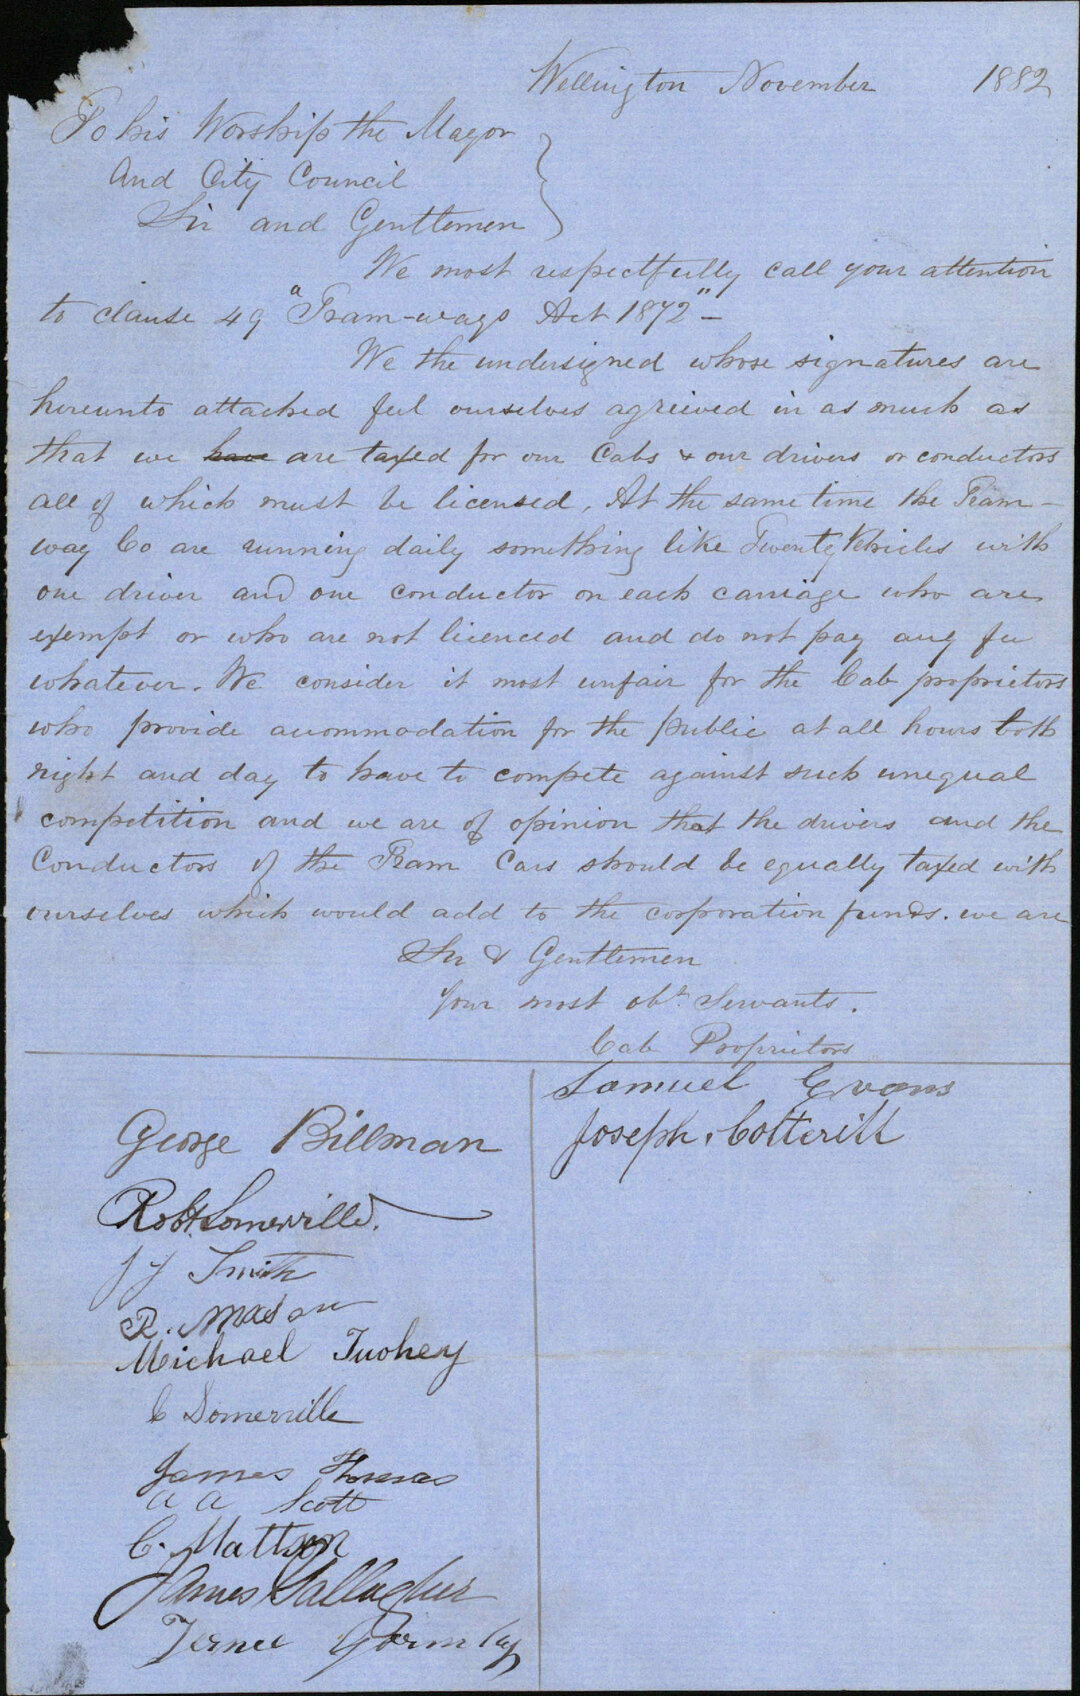 Wellington November 1882
To his Worship the Mayor
And City Council
Sir and Gentlemen
We most respectfully call your attention
to clause 49 "Tram-ways Act 1872" -
We the undersigned whose signatures are
hereunto attached feel ourselves agrieved in as much as
that we have are taxed for our Cabs & our drivers or conductors
all of which must be licensed, At the same time the Tram-
way Co are running daily something like Twenty Vehicles with
one driver and one conductor on each carriage who are
exempt or who are not licenced and do not pay any fee
whatever. We consider it most unfair for the Cab proprietors
who provide accommodation for the public at all hours both
night and day to have to compete against such unequal
competition and we are of opinion that the drivers and the
Conductors of the Tram Cars should be equally taxed with
ourselves which would add to the corporation funds. we are
Sir & Gentlemen
Your most obt. Servants.
Cab Proprietors
Samuel Evans
Joseph Cotterill
George Billman
Robt. Somerville.
Smith
R. Mason
Michael Tuohey
C Somerville
James Thomas
A A Scott
C. Mattson
James Gallagher
Gormley